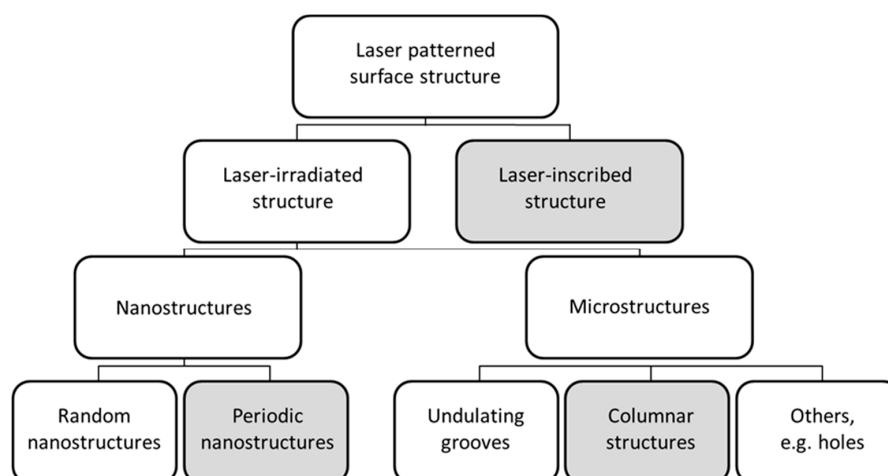 Laser patterned
surface structure
Laser-irradiated
structure
Laser-inscribed
structure
Nanostructures
Microstructures
Random
nanostructures
Periodic
nanostructures
Undulating
grooves
Columnar
structures
Others,
e.g. holes